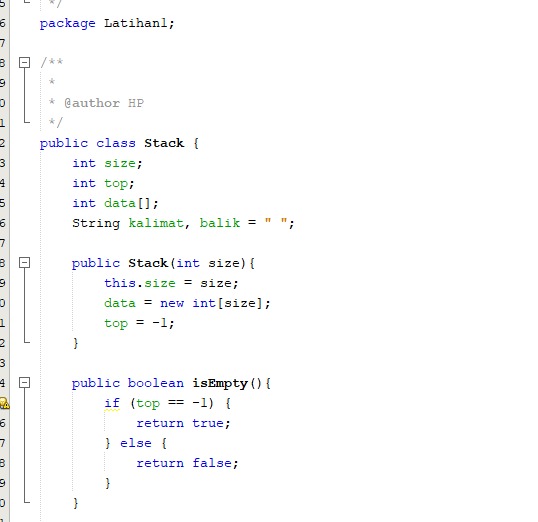 5 */
6 package Latihan1;
7
8 /**
9 *
0 * @author HP
1 */
2 public class Stack {
3 int size;
4 int top;
5 int data[];
6 String kalimat, balik = " ";
7
8 public Stack(int size){
9 this.size = size;
0 data = new int[size];
1 top = -1;
2 }
3
4 public boolean isEmpty(){
if (top == -1) {
6 return true;
7 } else {
8 return false;
9 }
0 }